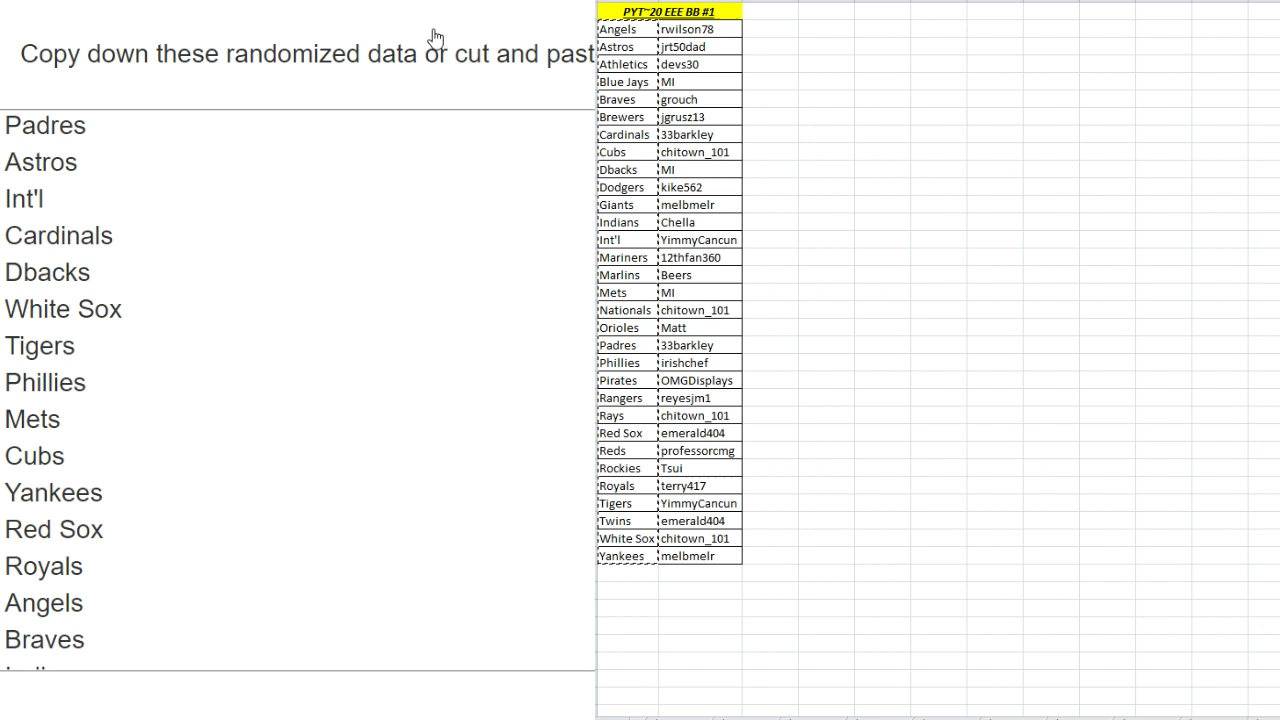 Copy down these randomized data or cut and past
Padres
Astros
Int'l
Cardinals
Dbacks
White Sox
Tigers
Phillies
Mets
Cubs
Yankees
Red Sox
Royals
Angels
Braves
PYT~20 EEE BB #1
Angels rwilson78
Astros jrt50dad
Athletics devs30
Blue Jays MI
Braves grouch
Brewers jgrusz13
Cardinals 33barkley
Cubs chitown_101
Dbacks MI
Dodgers kike562
Giants melbmelr
Indians Chella
Int'l YimmyCancun
Mariners 12thfan360
Marlins Beers
Mets MI
Nationals chitown_101
Orioles Matt
Padres 33barkley
Phillies irishchef
Pirates OMGDisplays
Rangers reyesjm1
Rays chitown_101
Red Sox emerald404
Reds professorcmg
Rockies Tsui
Royals terry417
Tigers YimmyCancun
Twins emerald404
White Sox chitown_101
Yankees melbmelr